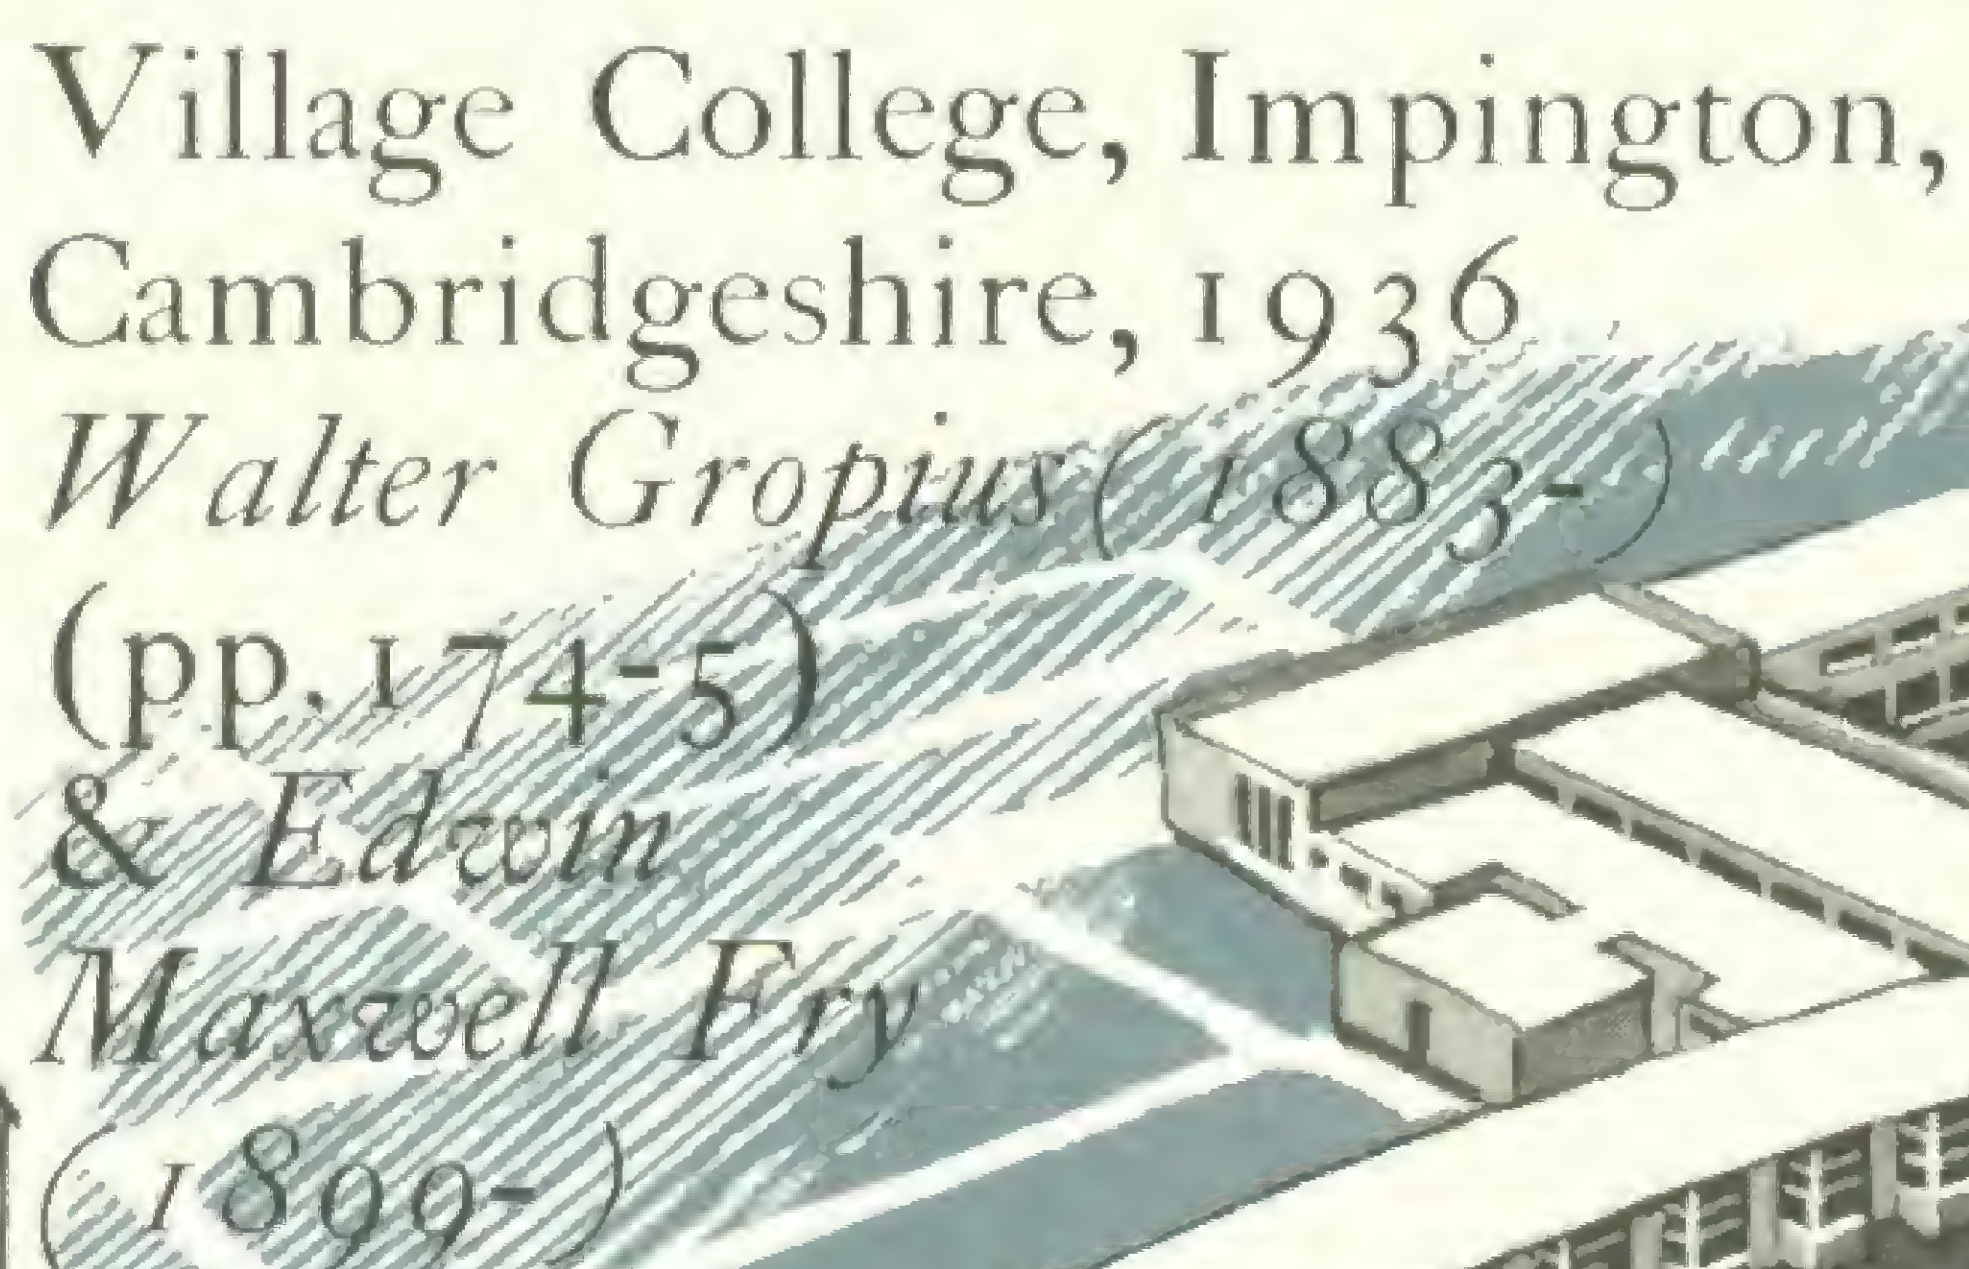 Village College, Impington,
Cambridgeshire, 1936
Walter Gropius (1883- )
(pp. 174-5)
& Edwin
Maxwell Fry
(1899- )